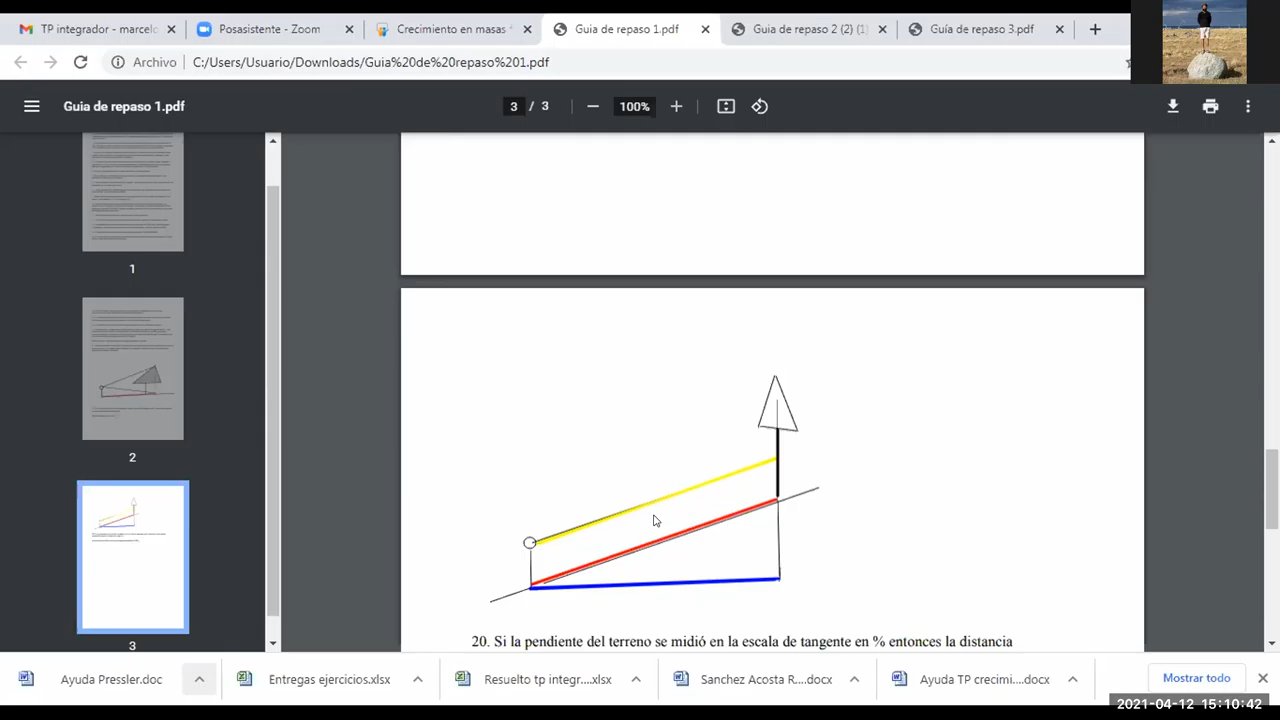 TP integrador - marcelo
Posasistente - Zoom
Crecimiento en masas
Guia de repaso 1.pdf
Guia de repaso 2 (2) (1)
Guía de repaso 3.pdf
Archivo
C:/Users/Usuario/Downloads/Guia%20de%20repaso%201.pdf
Guia de repaso 1.pdf
3 / 3
100%
1
2
3
20. Si la pendiente del terreno se midió en la escala de tangente en % entonces la distancia
Ayuda Pressler.doc
Entregas ejercicios.xlsx
Resuelto tp integr....xlsx
Sanchez Acosta R....docx
Ayuda TP crecimi....docx
Mostrar todo
2021-04-12 15:10:42